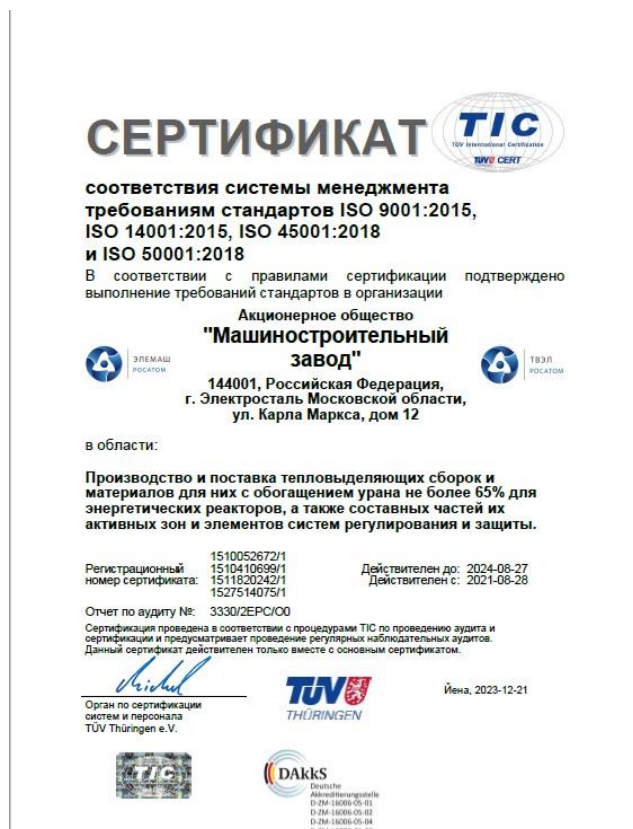 СЕРТИФИКАТ
TIC
TÜV International Certification
TÜV CERT
соответствия системы менеджмента
требованиям стандартов ISO 9001:2015,
ISO 14001:2015, ISO 45001:2018
и ISO 50001:2018
В соответствии с правилами сертификации подтверждено
выполнение требований стандартов в организации
Акционерное общество
"Машиностроительный
завод"
ЭЛЕМАШ
РОСАТОМ
ТВЭЛ
РОСАТОМ
144001, Российская Федерация,
г. Электросталь Московской области,
ул. Карла Маркса, дом 12
в области:
Производство и поставка тепловыделяющих сборок и
материалов для них с обогащением урана не более 65% для
энергетических реакторов, а также составных частей их
активных зон и элементов систем регулирования и защиты.
Регистрационный
номер сертификата:
1510052672/1
1510410699/1
1511820242/1
1527514075/1
Действителен до: 2024-08-27
Действителен с: 2021-08-28
Отчет по аудиту №: 3330/2EPC/O0
Сертификация проведена в соответствии с процедурами TIC по проведению аудита и
сертификации и предусматривает проведение регулярных наблюдательных аудитов.
Данный сертификат действителен только вместе с основным сертификатом.
Орган по сертификации
систем и персонала
TÜV Thüringen e.V.
TÜV
THÜRINGEN
Йена, 2023-12-21
TIC
DAkkS
Deutsche
Akkreditierungsstelle
D-ZM-16006-05-01
D-ZM-16006-05-02
D-ZM-16006-05-04